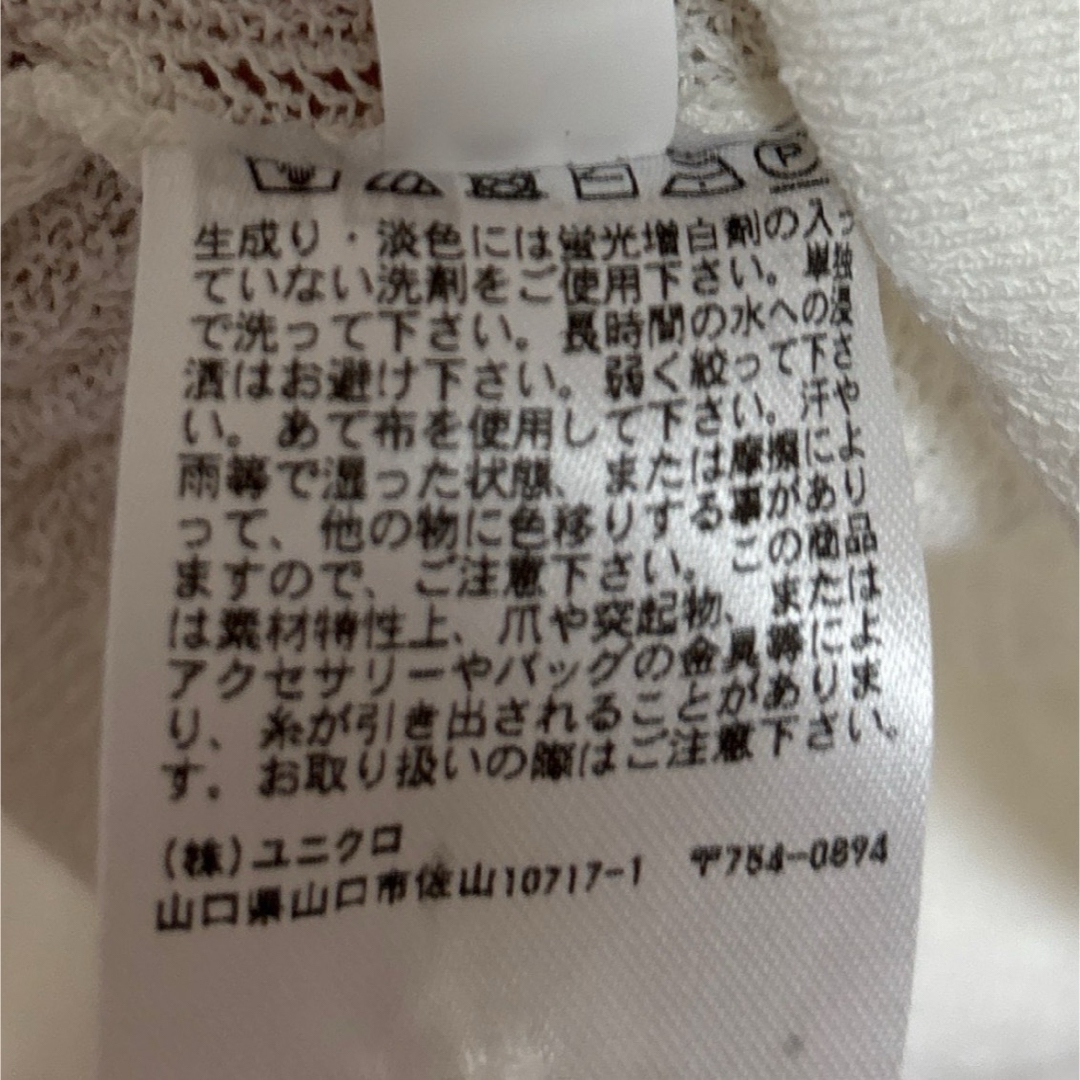 生成り・淡色には蛍光増白剤の入っ
ていない洗剤をご使用下さい。単独
で洗って下さい。長時間の水への浸
漬はお避け下さい。弱く絞って下さ
い。あて布を使用して下さい。汗や
雨等で湿った状態、または摩擦によ
って、他の物に色移りする事があり
ますので、ご注意下さい。この商品
は素材特性上、爪や突起物、または
アクセサリーやバッグの金具等によ
り、糸が引き出されることがありま
す。お取り扱いの際はご注意下さい。
(株)ユニクロ
山口県山口市佐山10717-1 〒754-0894